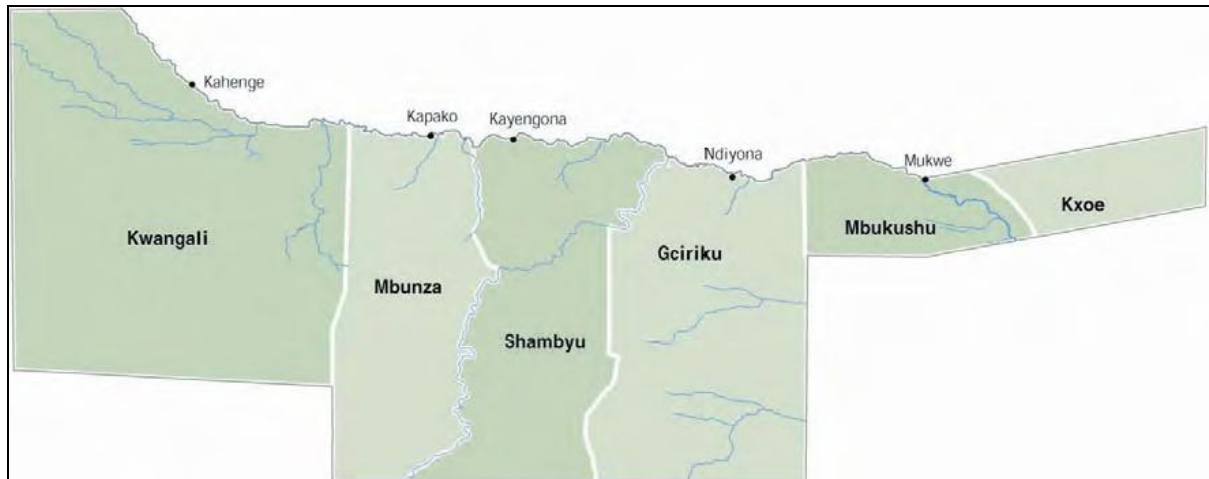 Kahenge
Kapako
Kayengona
Ndiyona
Mukwe
Kwangali
Mbunza
Shambyu
Gciriku
Mbukushu
Kxoe